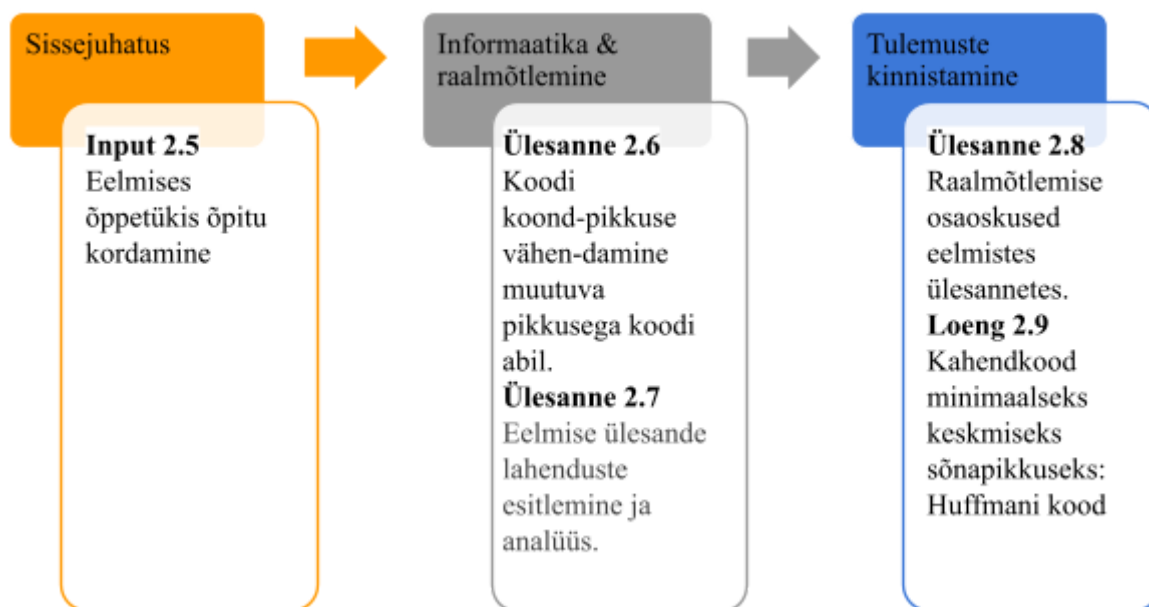 Sissejuhatus
Input 2.5
Eelmises
õppetükis õpitu
kordamine
Informaatika &
raalmõtlemine
Ülesanne 2.6
Koodi
koond-pikkuse
vähen-damine
muutuva
pikkusega koodi
abil.
Ülesanne 2.7
Eelmise ülesande
lahenduste
esitlemine ja
analüüs.
Tulemuste
kinnistamine
Ülesanne 2.8
Raalmõtlemise
osaoskused
eelmistes
ülesannetes.
Loeng 2.9
Kahendkood
minimaalseks
keskmiseks
sõnapikkuseks:
Huffmani kood